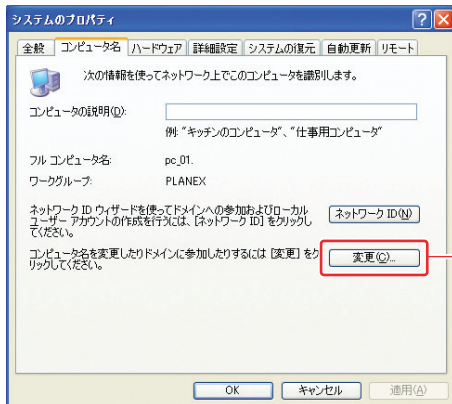 システムのプロパティ
全般 コンピュータ名 ハードウェア 詳細設定 システムの復元 自動更新 リモート
次の情報を使ってネットワーク上でこのコンピュータを識別します。
コンピュータの説明(D):
例: "キッチンのコンピュータ"、"仕事用コンピュータ"
フル コンピュータ名: pc_01.
ワークグループ: PLANEX
ネットワーク ID ウィザードを使ってドメインへの参加およびローカル
ユーザー アカウントの作成を行うには、[ネットワーク ID] をクリックし
てください。
ネットワーク ID(N)
コンピュータ名を変更したりドメインに参加したりするには [変更] をク
リックしてください。
変更(C)...
OK キャンセル 適用(A)